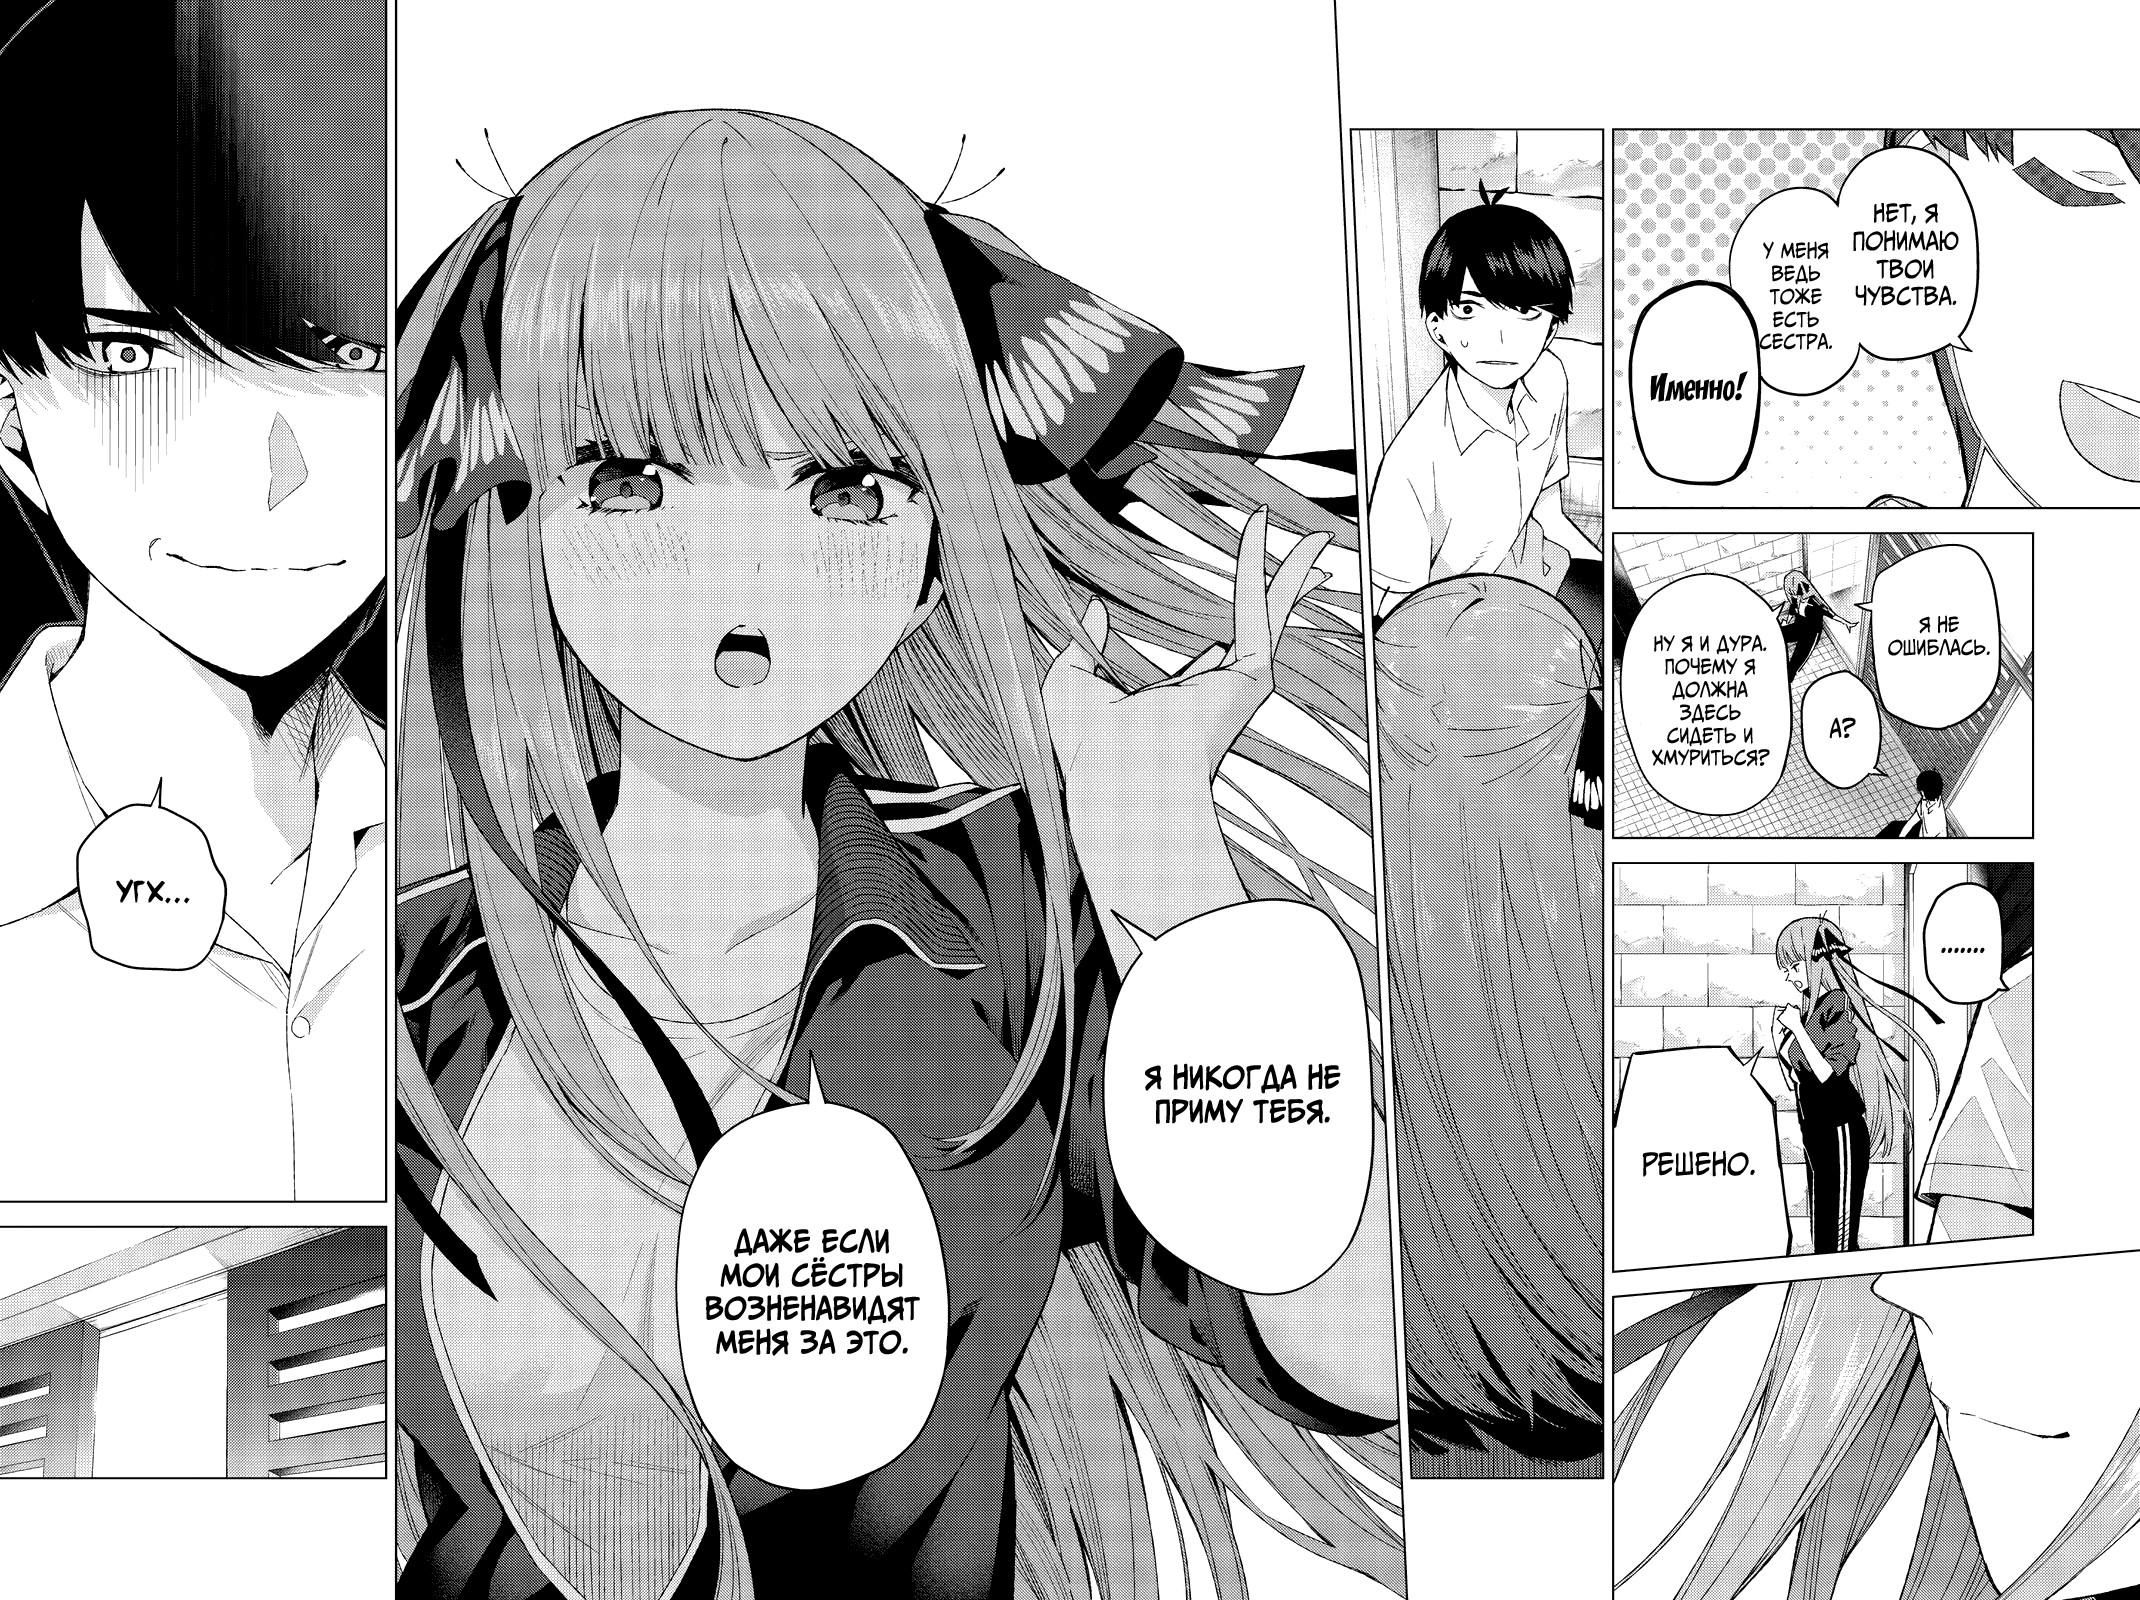 НЕТ, Я
ПОНИМАЮ
ТВОИ
ЧУВСТВА.
У МЕНЯ
ВЕДЬ
ТОЖЕ
ЕСТЬ
СЕСТРА.
Именно!
Я НЕ
ОШИБЛАСЬ.
А?
НУ Я И ДУРА.
ПОЧЕМУ Я
ДОЛЖНА
ЗДЕСЬ
СИДЕТЬ И
ХМУРИТЬСЯ?
.......
РЕШЕНО.
Я НИКОГДА НЕ
ПРИМУ ТЕБЯ.
ДАЖЕ ЕСЛИ
МОИ СЁСТРЫ
ВОЗНЕНАВИДЯТ
МЕНЯ ЗА ЭТО.
УГХ...